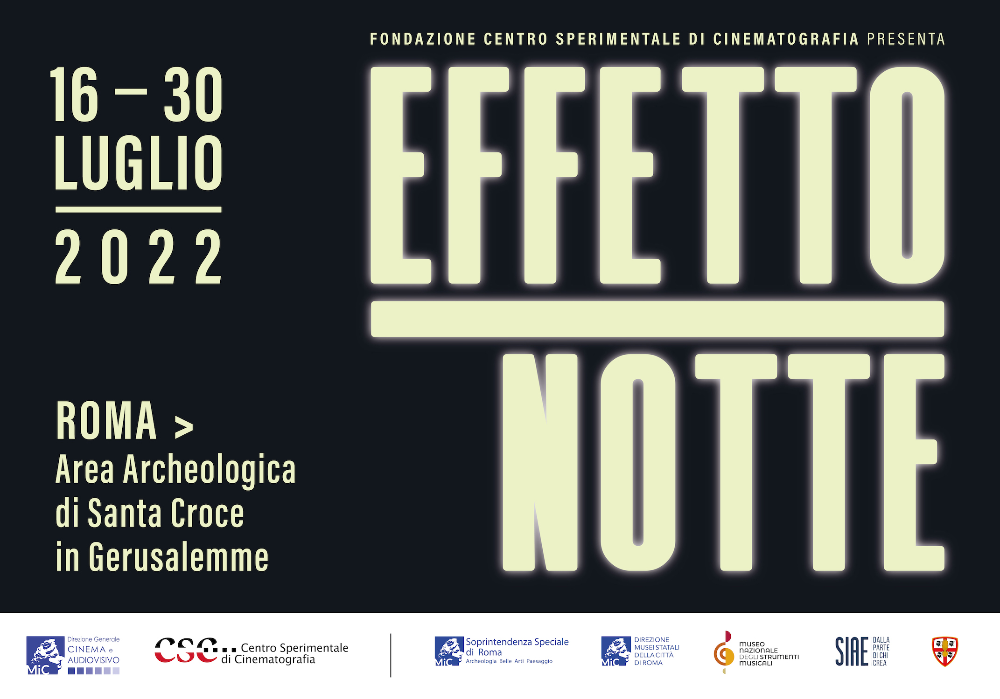 FONDAZIONE CENTRO SPERIMENTALE DI CINEMATOGRAFIA PRESENTA
16 – 30
LUGLIO
2022
EFFETTO
NOTTE
ROMA >
Area Archeologica
di Santa Croce
in Gerusalemme
MiC
Direzione Generale
CINEMA e
AUDIOVISIVO
csc...
Centro Sperimentale
di Cinematografia
MiC
Soprintendenza Speciale
di Roma
Archeologia Belle Arti Paesaggio
MiC
DIREZIONE
MUSEI STATALI
DELLA CITTÀ
DI ROMA
MUSEO
NAZIONALE
DEGLI STRUMENTI
MUSICALI
SIAE
DALLA
PARTE
DI CHI
CREA